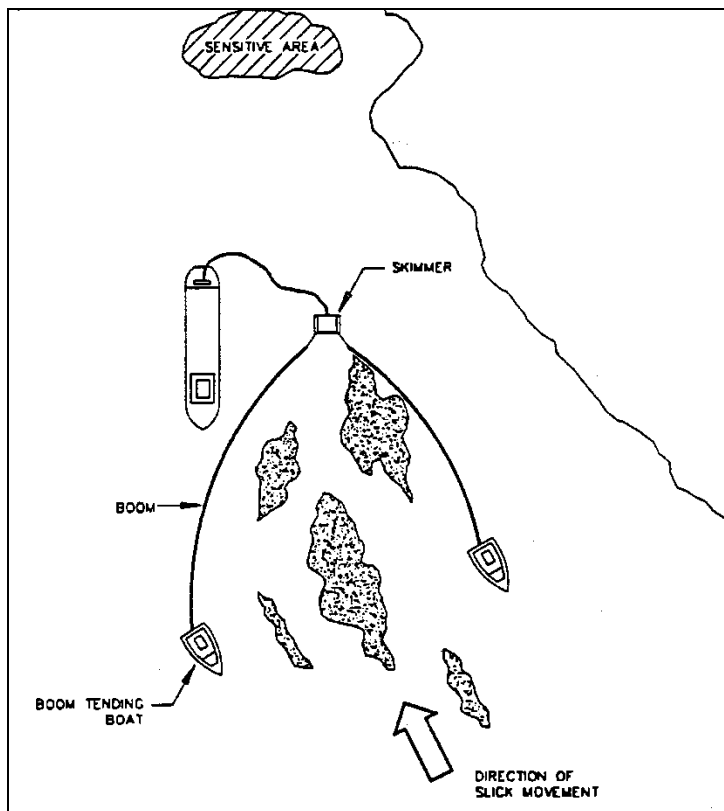 SENSITIVE AREA
SKIMMER
BOOM
BOOM TENDING
BOAT
DIRECTION OF
SLICK MOVEMENT